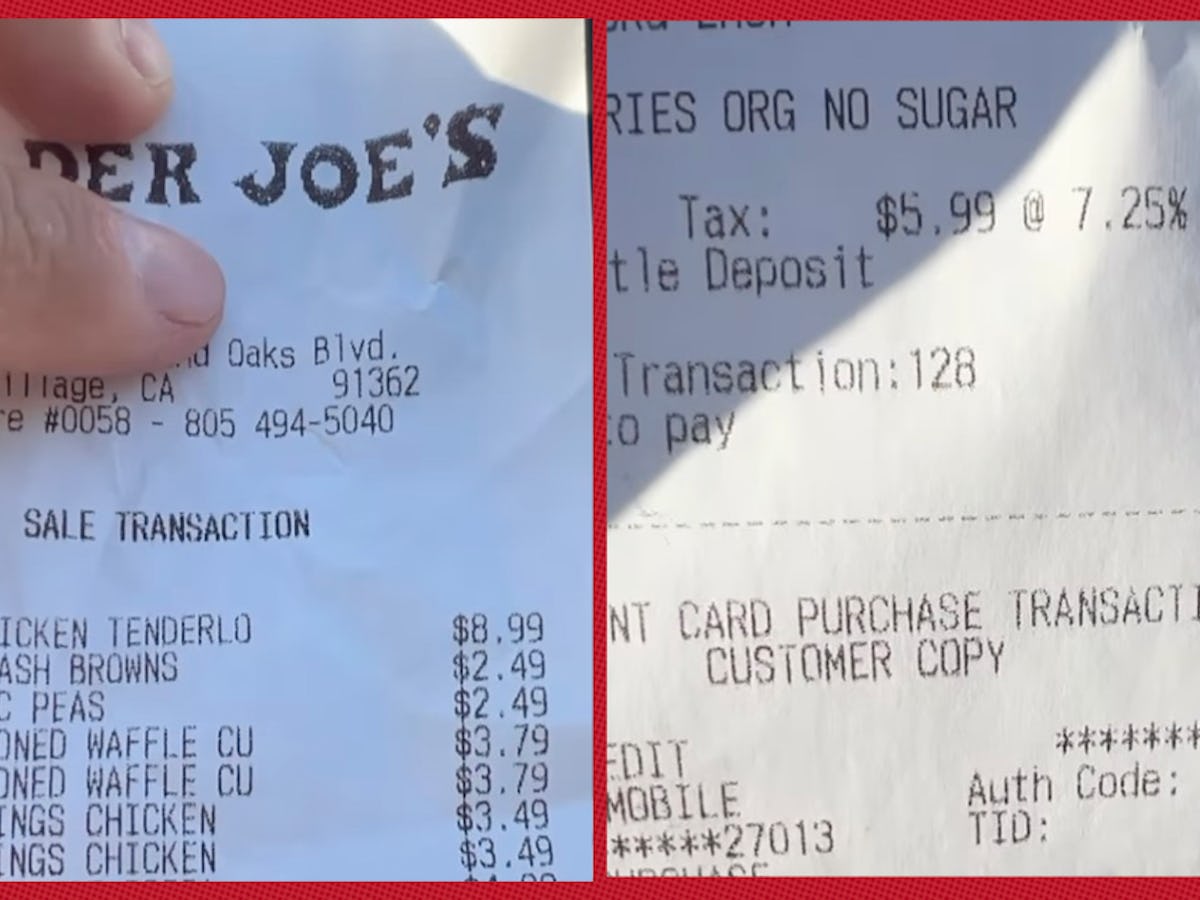 DER JOE'S
Oaks Blvd.
illage, CA 91362
re #0058 - 805 494-5040
SALE TRANSACTION
ICKEN TENDERLO $8.99
ASH BROWNS $2.49
C PEAS $2.49
ONED WAFFLE CU $3.79
ONED WAFFLE CU $3.79
INGS CHICKEN $3.49
INGS CHICKEN $3.49
RIES ORG NO SUGAR
Tax: $5.99 @ 7.25%
tle Deposit
Transaction:128
to pay
NT CARD PURCHASE TRANSACTI
CUSTOMER COPY
EDIT *******
MOBILE Auth Code:
*****27013 TID: